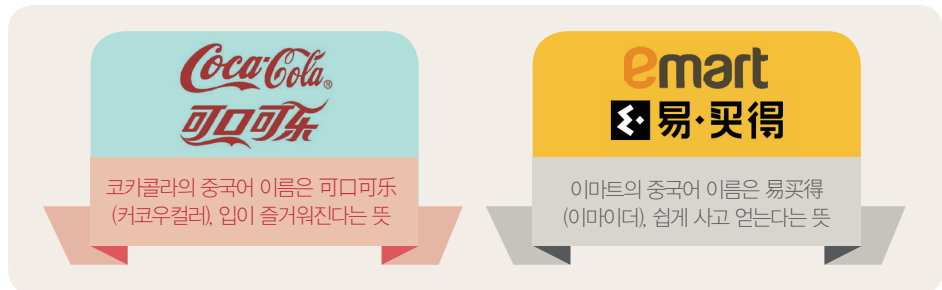 Coca-Cola®
可口可乐
코카콜라의 중국어 이름은 可口可乐
(커코우컬러), 입이 즐거워진다는 뜻
emart
易·买得
이마트의 중국어 이름은 易买得
(이마이더), 쉽게 사고 얻는다는 뜻